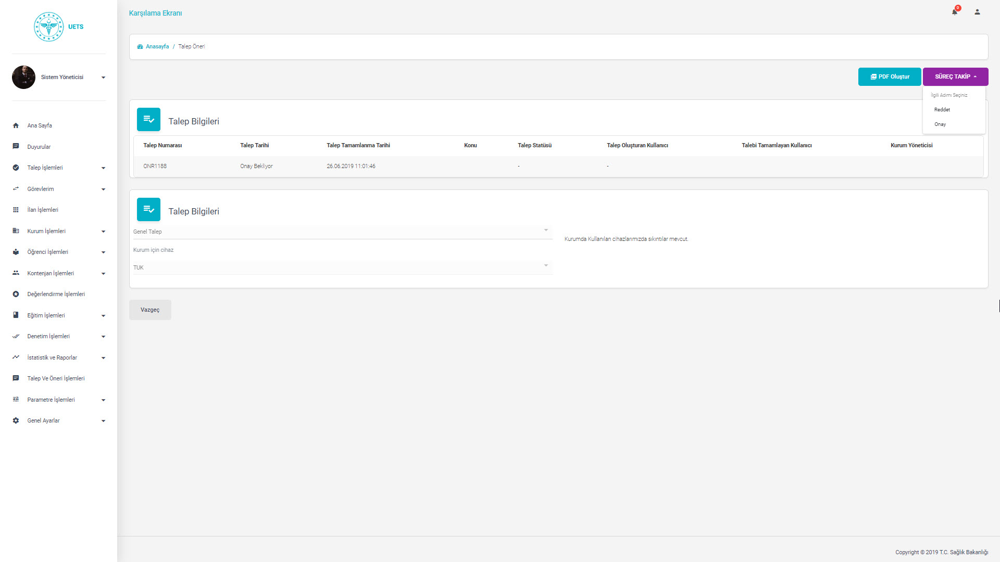 UETS
Sistem Yöneticisi
Ana Sayfa
Duyurular
Talep İşlemleri
Görevlerim
İlan İşlemleri
Kurum İşlemleri
Öğrenci İşlemleri
Kontenjan İşlemleri
Değerlendirme İşlemleri
Eğitim İşlemleri
Denetim İşlemleri
İstatistik ve Raporlar
Talep Ve Öneri İşlemleri
Parametre İşlemleri
Genel Ayarlar
Karşılama Ekranı
0
Anasayfa / Talep Öneri
PDF Oluştur SÜREÇ TAKİP
İlgili Adımı Seçiniz
Reddet
Onay
Talep Bilgileri
Talep Numarası Talep Tarihi Talep Tamamlanma Tarihi Konu Talep Statüsü Talep Oluşturan Kullanıcı Talebi Tamamlayan Kullanıcı Kurum Yöneticisi
ONR1188 Onay Bekliyor 26.06.2019 11:01:46 - -
Talep Bilgileri
Genel Talep
Kurumda Kullanılan cihazlarımızda sıkıntılar mevcut.
Kurum için cihaz
TUK
Vazgeç
Copyright © 2019 T.C. Sağlık Bakanlığı